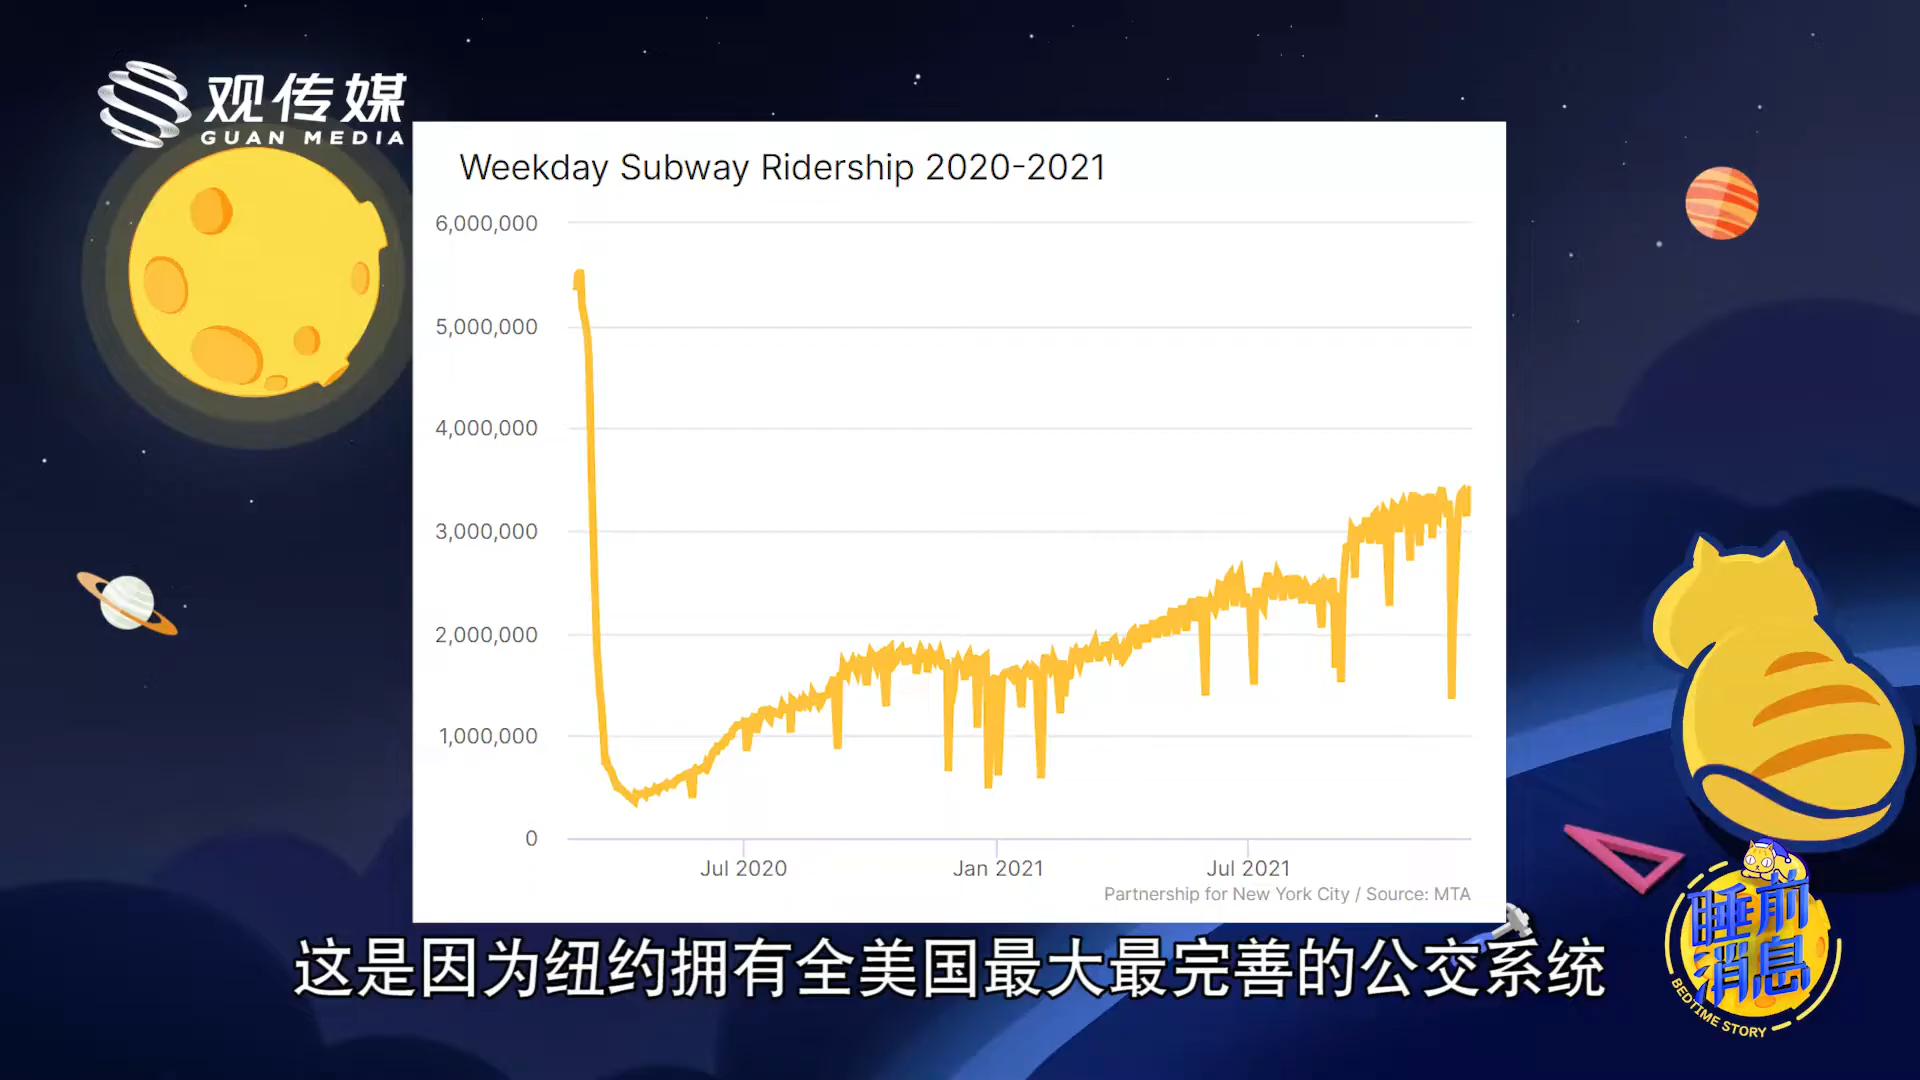 观传媒
GUAN MEDIA
Weekday Subway Ridership 2020-2021
6,000,000
5,000,000
4,000,000
3,000,000
2,000,000
1,000,000
0
Jul 2020
Jan 2021
Jul 2021
Partnership for New York City / Source: MTA
这是因为纽约拥有全美国最大最完善的公交系统
睡前
消息
BEDTIME STORY